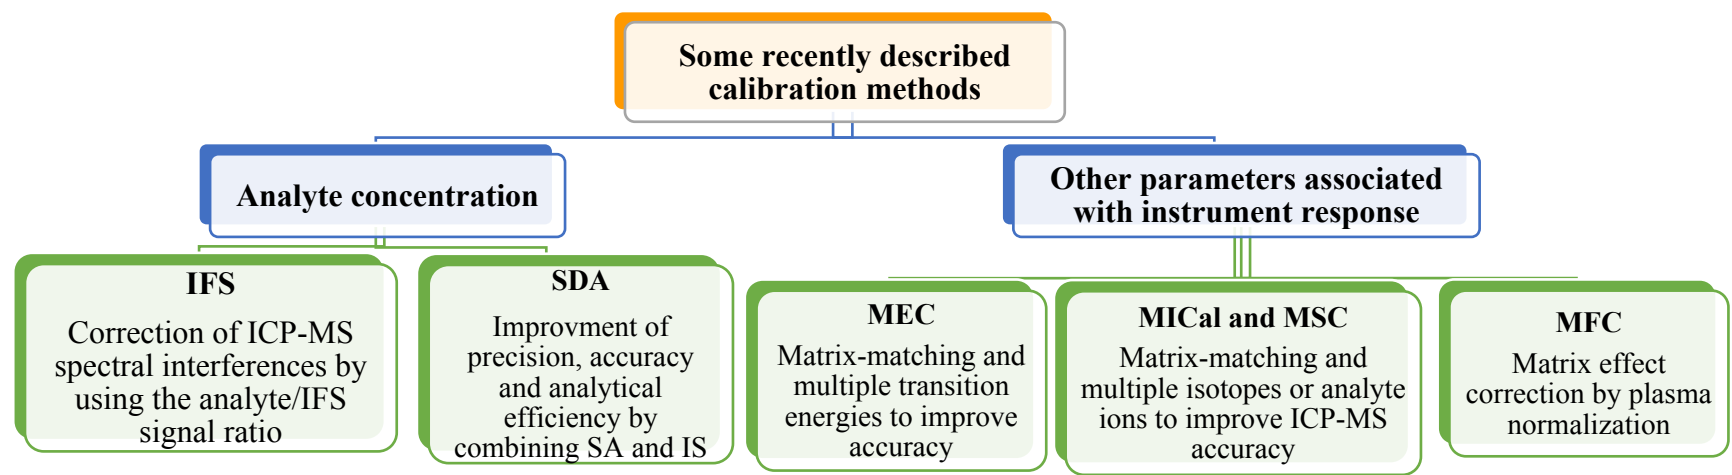 Some recently described
calibration methods
Analyte concentration
Other parameters associated
with instrument response
IFS
Correction of ICP-MS
spectral interferences by
using the analyte/IFS
signal ratio
SDA
Improvment of
precision, accuracy
and analytical
efficiency by
combining SA and IS
MEC
Matrix-matching and
multiple transition
energies to improve
accuracy
MICal and MSC
Matrix-matching and
multiple isotopes or analyte
ions to improve ICP-MS
accuracy
MFC
Matrix effect
correction by plasma
normalization